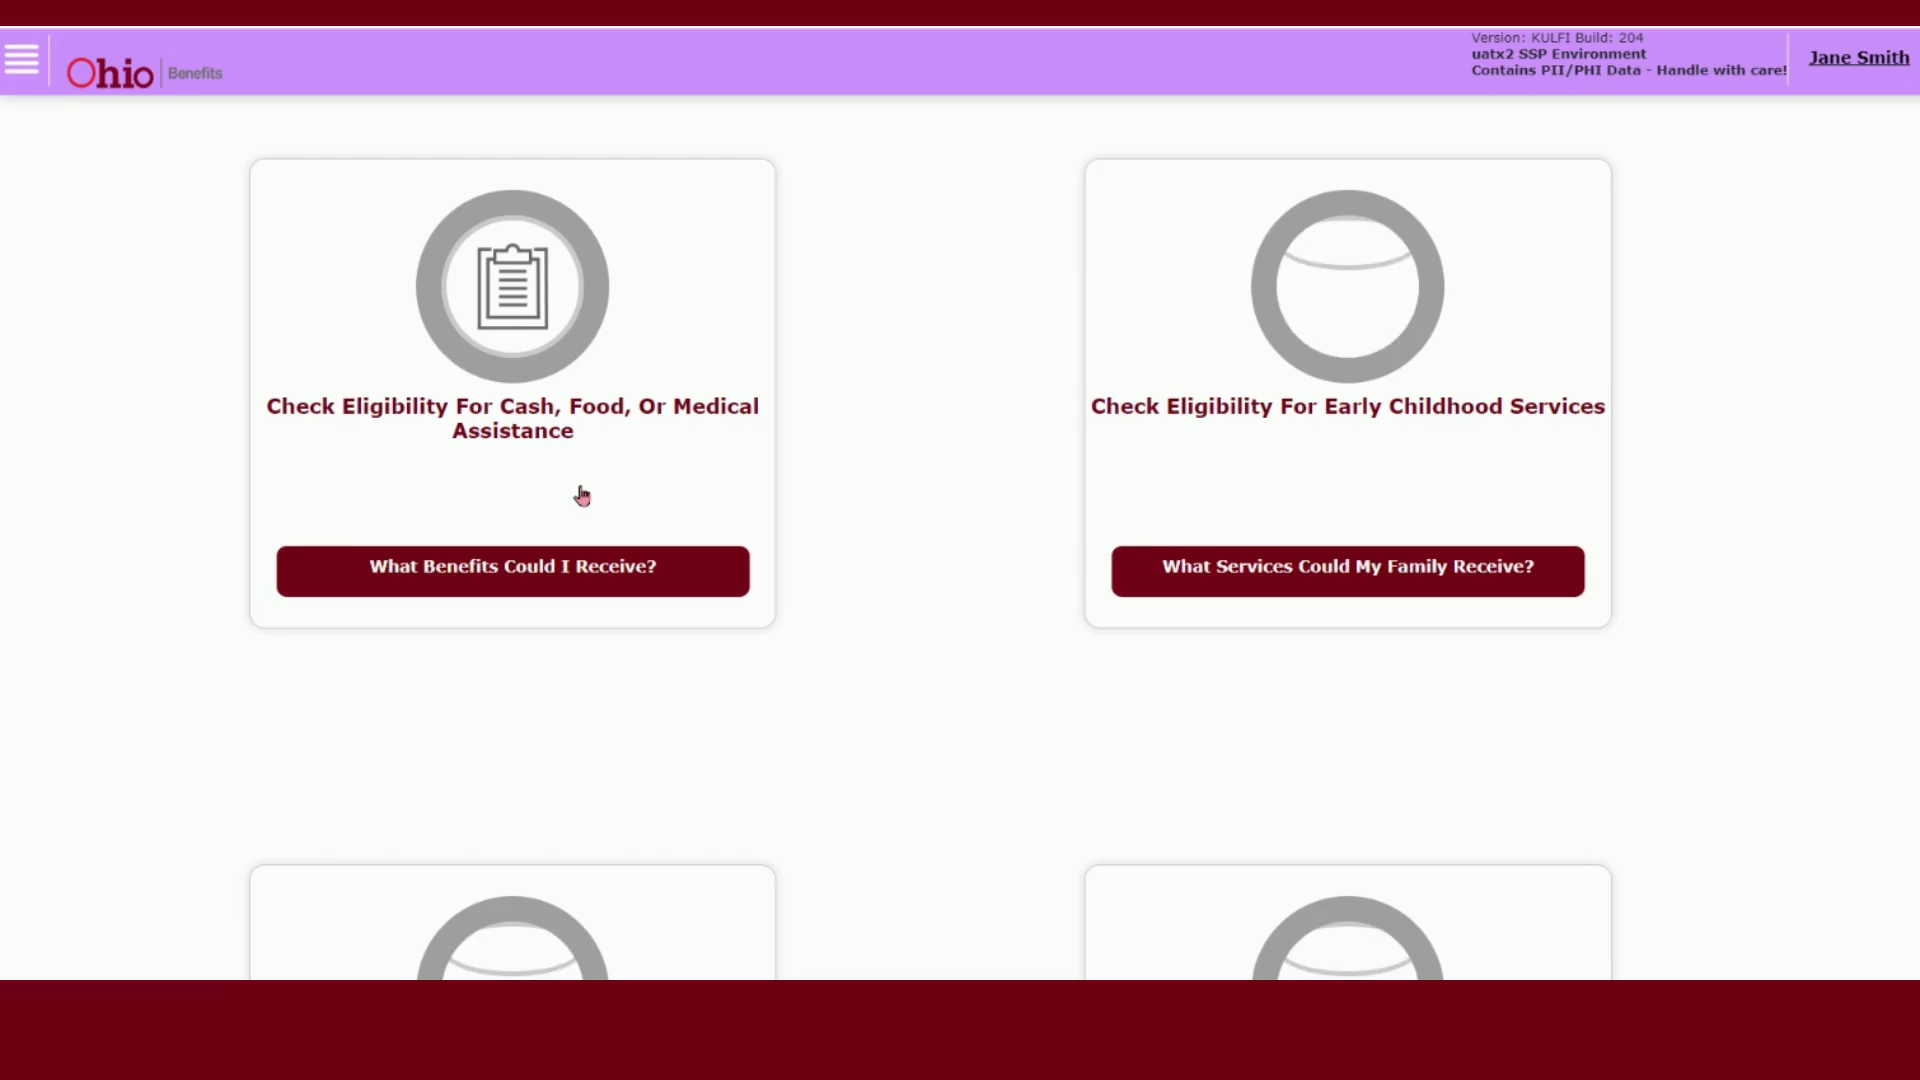 Version: KULFI Build: 204
uatx2 SSP Environment
Contains PII/PHI Data - Handle with care!
Jane Smith
Ohio Benefits
Check Eligibility For Cash, Food, Or Medical
Assistance
What Benefits Could I Receive?
Check Eligibility For Early Childhood Services
What Services Could My Family Receive?